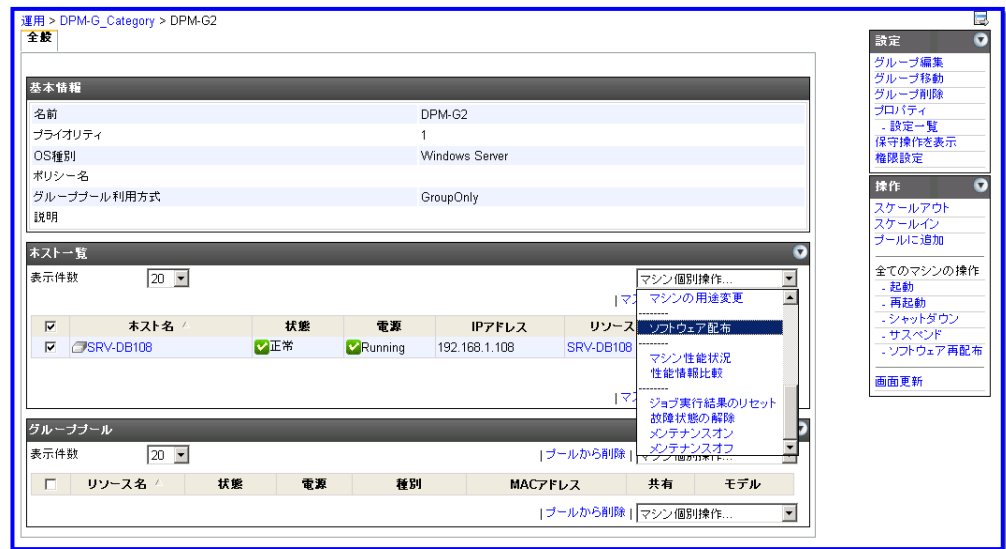 運用 > DPM-G_Category > DPM-G2
全般
基本情報
名前 DPM-G2
プライオリティ 1
OS種別 Windows Server
ポリシー名
グループプール利用方式 GroupOnly
説明
ホスト一覧
表示件数 20 マシン個別操作...
マシンの用途変更
--------
ソフトウェア配布
--------
マシン性能状況
性能情報比較
--------
ジョブ実行結果のリセット
故障状態の解除
メンテナンスオン
メンテナンスオフ
ホスト名 状態 電源 IPアドレス リソース
SRV-DB108 正常 Running 192.168.1.108 SRV-DB108
グループプール
表示件数 20 | プールから削除 | マシン個別操作...
リソース名 状態 電源 種別 MACアドレス 共有 モデル
| プールから削除 | マシン個別操作...
設定
グループ編集
グループ移動
グループ削除
プロパティ
- 設定一覧
保守操作を表示
権限設定
操作
スケールアウト
スケールイン
プールに追加
全てのマシンの操作
- 起動
- 再起動
- シャットダウン
- サスペンド
- ソフトウェア再配布
画面更新